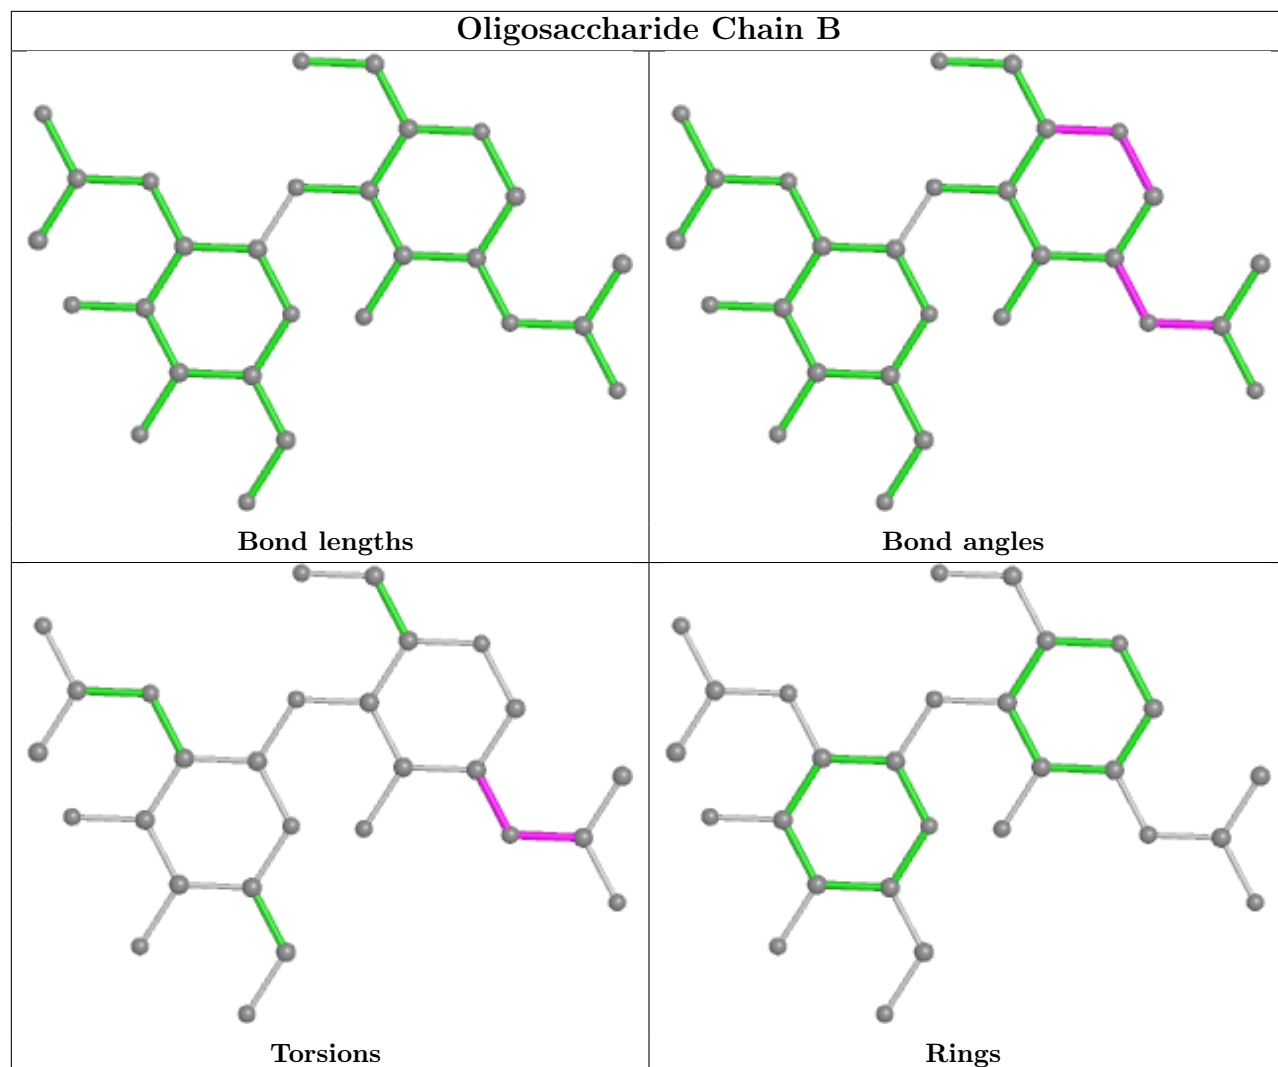 Oligosaccharide Chain B
Bond lengths
Bond angles
Torsions
Rings